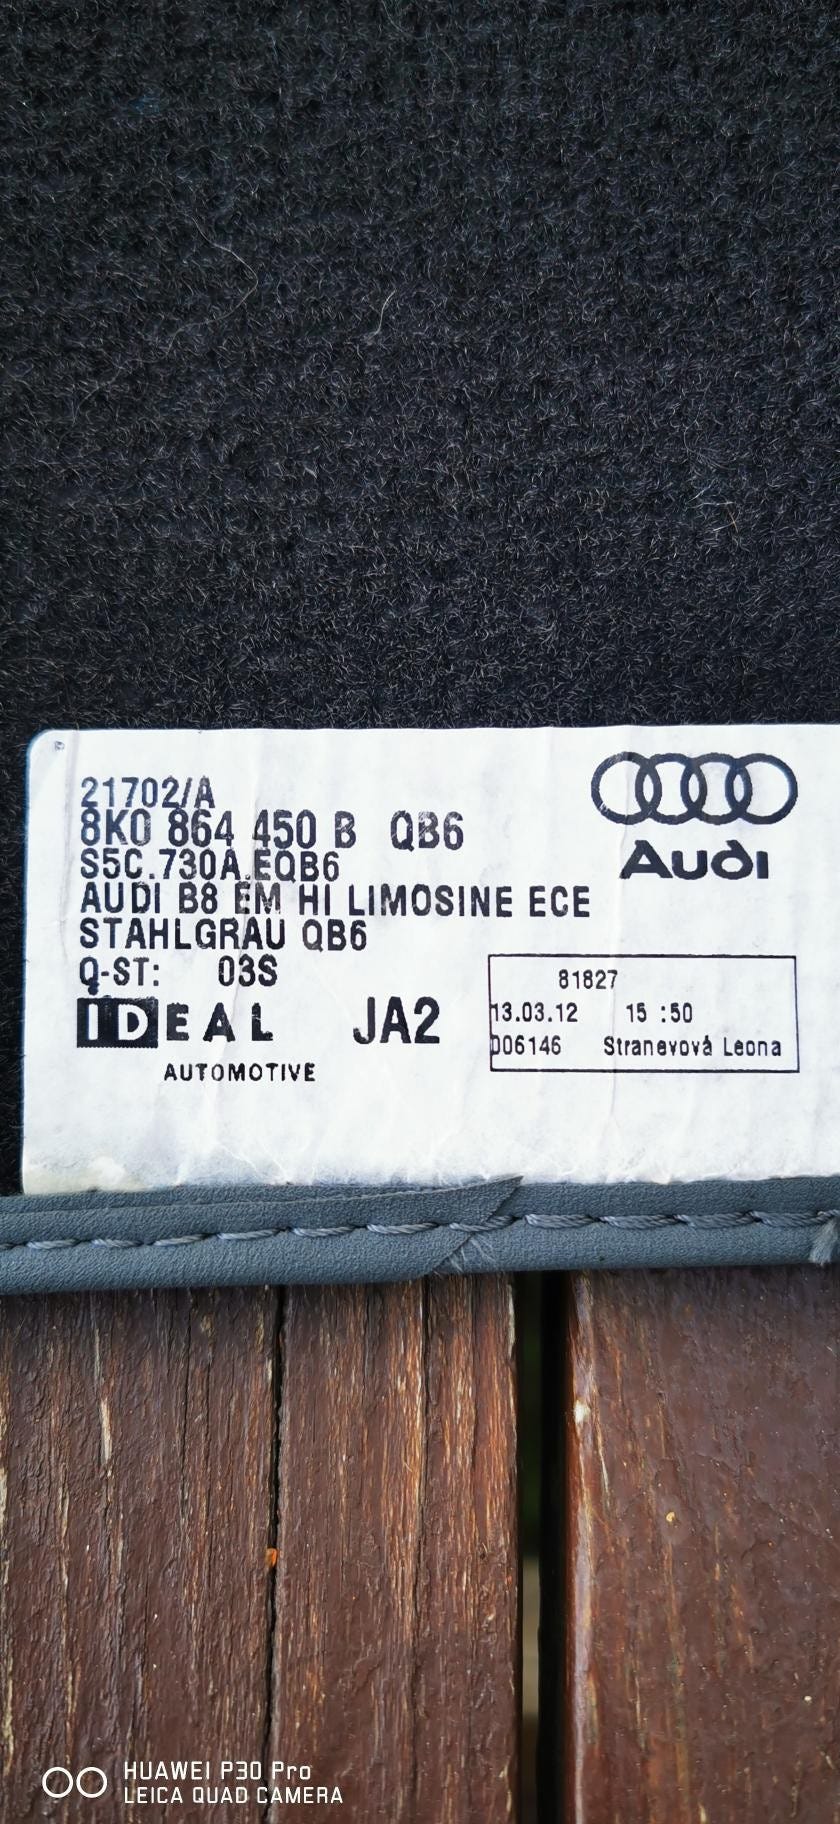 21702/A
8K0 864 450 B QB6
S5C.730A.EQB6
AUDI B8 EM HI LIMOSINE ECE
STAHLGRAU QB6
Q-ST: 03S
IDEAL
AUTOMOTIVE
JA2
Audi
81827
13.03.12 15 :50
D06146 Stranevová Leona
HUAWEI P30 Pro
LEICA QUAD CAMERA